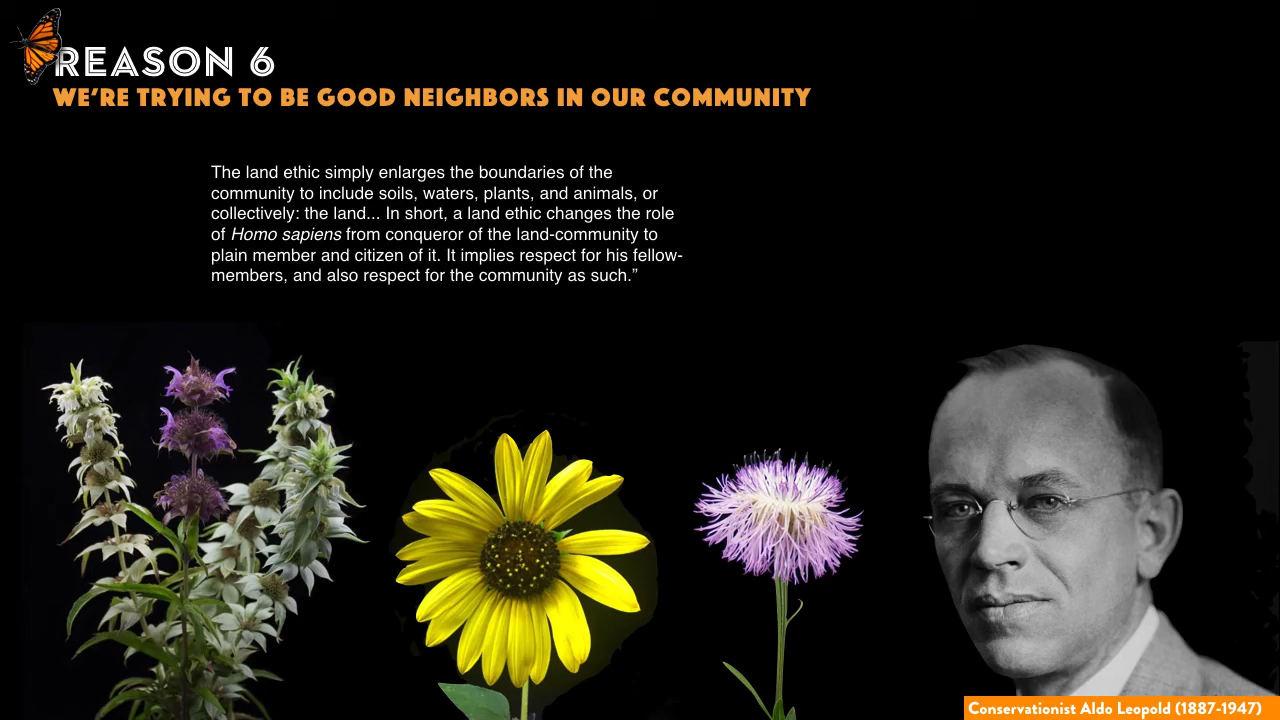 REASON 6
WE'RE TRYING TO BE GOOD NEIGHBORS IN OUR COMMUNITY
The land ethic simply enlarges the boundaries of the
community to include soils, waters, plants, and animals, or
collectively: the land... In short, a land ethic changes the role
of Homo sapiens from conqueror of the land-community to
plain member and citizen of it. It implies respect for his fellow-
members, and also respect for the community as such.”
Conservationist Aldo Leopold (1887-1947)